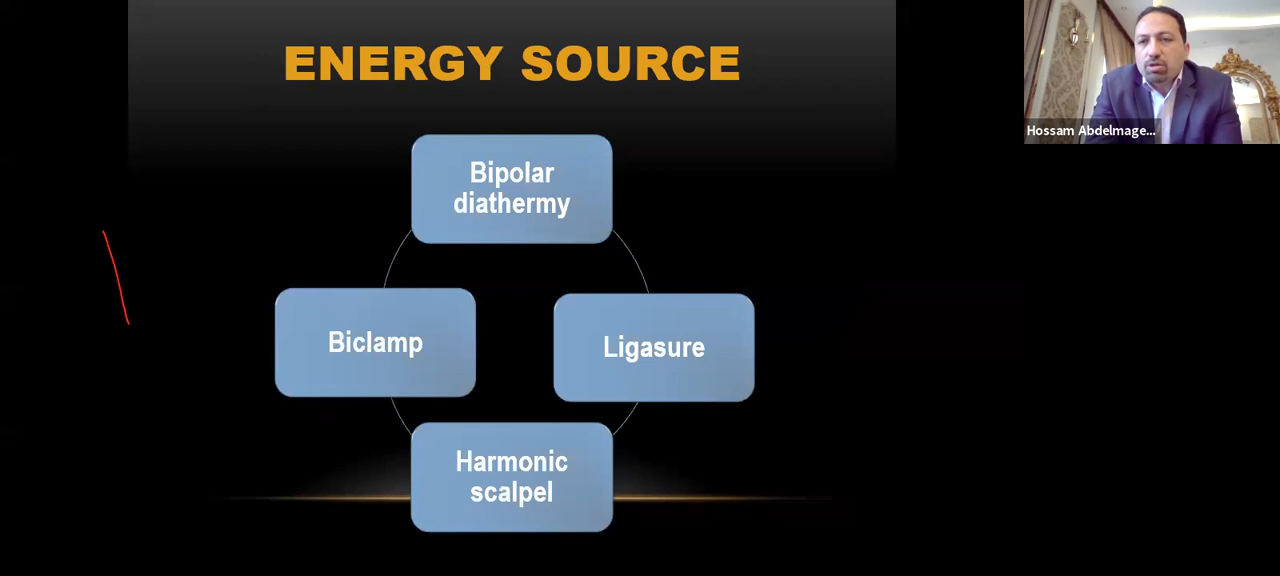 ENERGY SOURCE
Bipolar
diathermy
Biclamp
Ligasure
Harmonic
scalpel
Hossam Abdelmage...